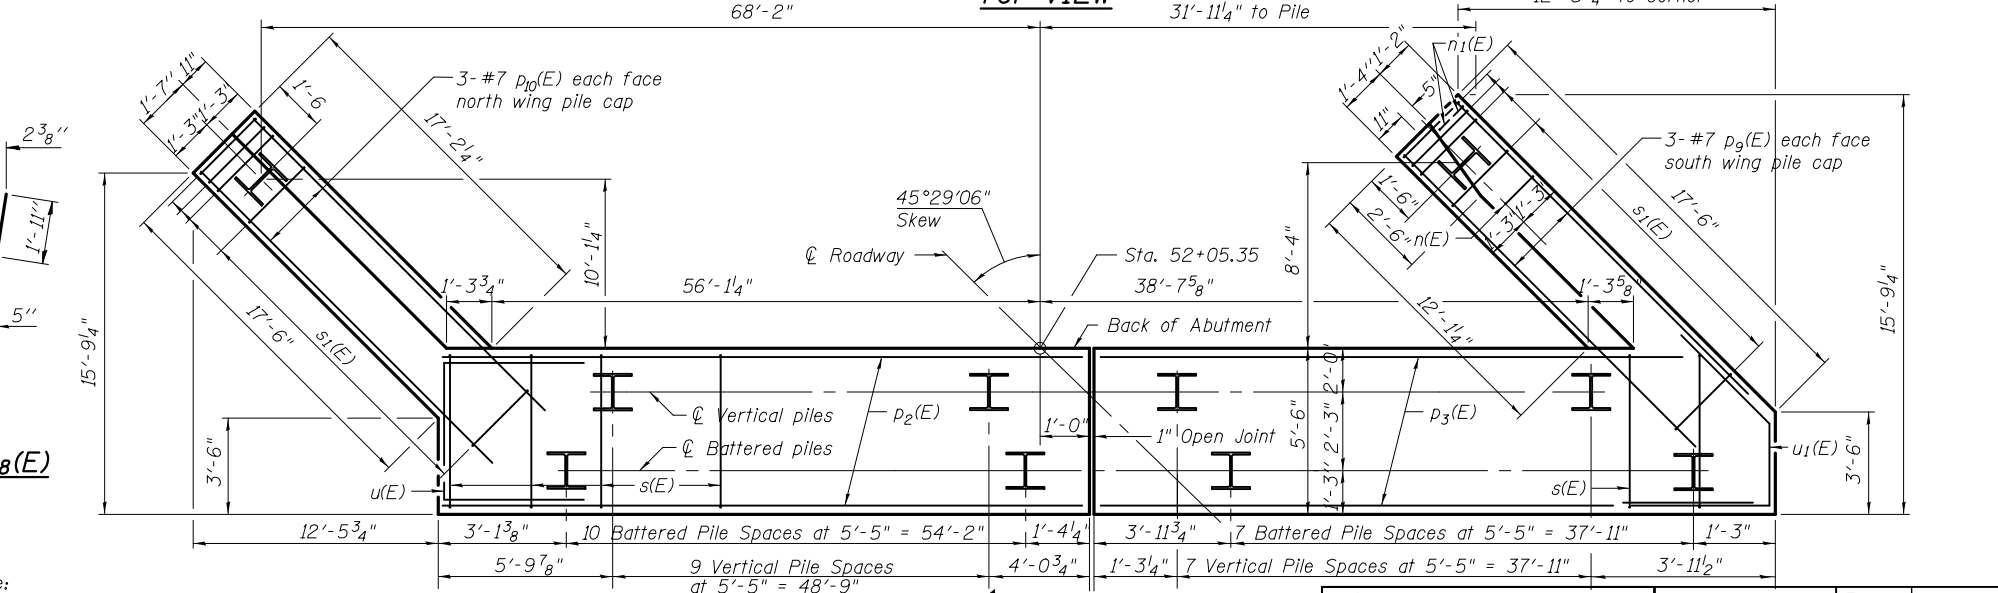 TOP VIEW
68'-2"
31'-11¼" to Pile
1'-7"
11"
1'-3"
1'-3"
1'-6
3-#7 p10(E) each face
north wing pile cap
17'-2¼"
n1(E)
1'-2"
1'-4"
5"
11"
3-#7 p9(E) each face
south wing pile cap
2⅜"
1'-11"
5"
45°29'06"
Skew
℄ Roadway
Sta. 52+05.35
10'-1¼"
8'-4"
1'-6"
2'-6"
n(E)
1'-3"
1'-3"
s1(E)
17'-6"
15'-9¼"
15'-9¼"
1'-3¾"
56'-1¼"
38'-7⅝"
1'-3⅝"
12'-1¼"
17'-6"
s1(E)
Back of Abutment
℄ Vertical piles
p2(E)
p3(E)
℄ Battered piles
1'-0"
1" Open Joint
5'-6"
2'-0"
2'-3"
1'-3"
8(E)
3'-6"
u(E)
s(E)
s(E)
u1(E)
3'-6"
12'-5¾"
3'-1⅜"
10 Battered Pile Spaces at 5'-5" = 54'-2"
1'-4¼"
3'-11¾"
7 Battered Pile Spaces at 5'-5" = 37'-11"
1'-3"
5'-9⅞"
9 Vertical Pile Spaces
at 5'-5" = 48'-9"
4'-0¾"
1'-3¼"
7 Vertical Pile Spaces at 5'-5" = 37'-11"
3'-11½"
e: